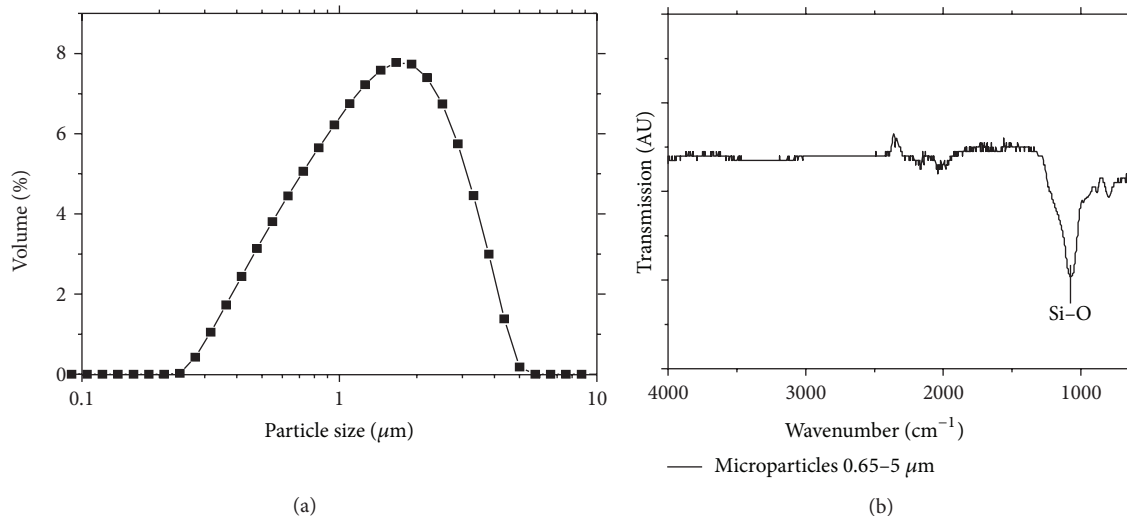 8
6
4
2
0
Volume (%)
0.1 1 10
Particle size (μm)
(a)
Transmission (AU)
Si–O
4000 3000 2000 1000
Wavenumber (cm⁻¹)
Microparticles 0.65–5 μm
(b)